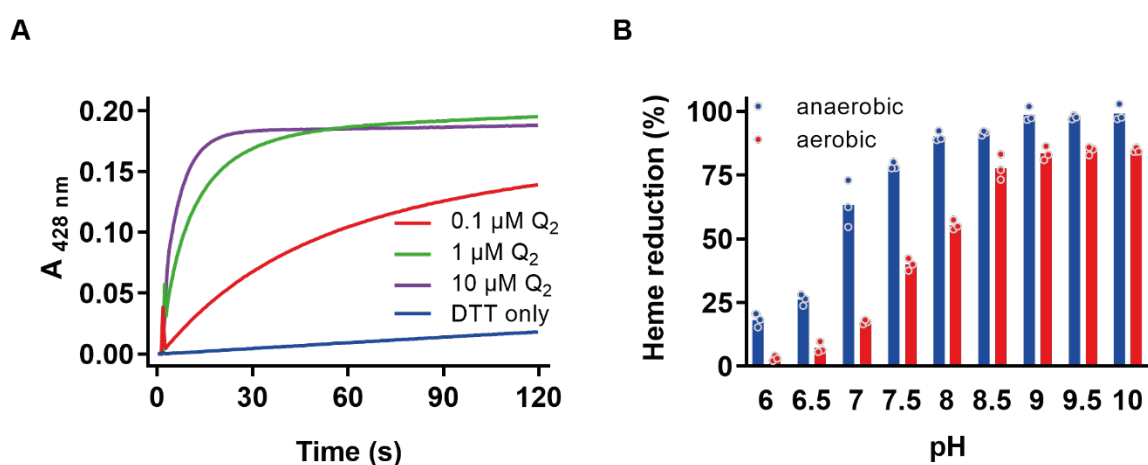 A
A 428 nm
0.20
0.15
0.10
0.05
0.00
0.1 µM Q2
1 µM Q2
10 µM Q2
DTT only
0 30 60 90 120
Time (s)
B
Heme reduction (%)
100
75
50
25
0
anaerobic
aerobic
6 6.5 7 7.5 8 8.5 9 9.5 10
pH